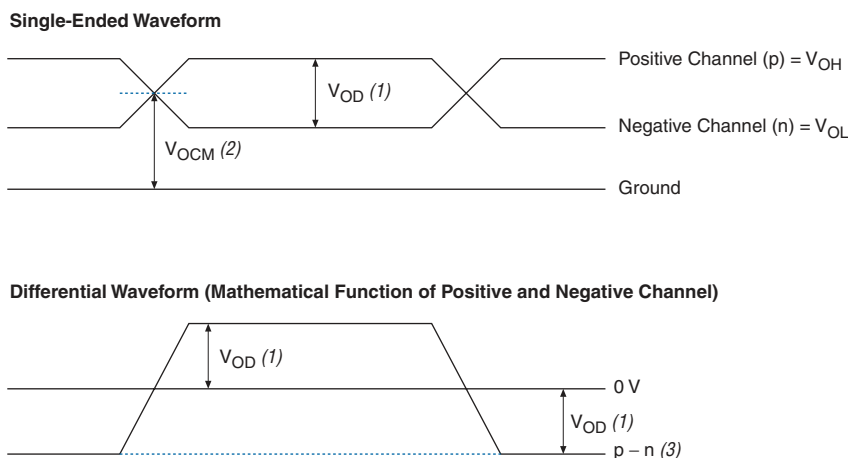 Single-Ended Waveform
Positive Channel (p) = VOH
VOD (1)
Negative Channel (n) = VOL
VOCM (2)
Ground
Differential Waveform (Mathematical Function of Positive and Negative Channel)
VOD (1)
0 V
VOD (1)
p – n (3)